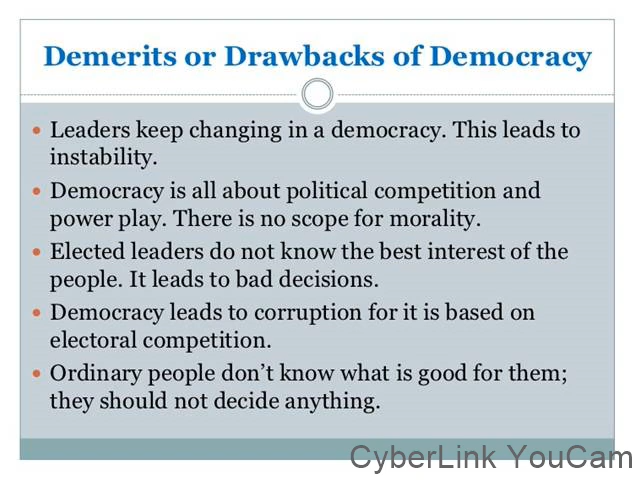 Demerits or Drawbacks of Democracy
• Leaders keep changing in a democracy. This leads to
instability.
• Democracy is all about political competition and
power play. There is no scope for morality.
• Elected leaders do not know the best interest of the
people. It leads to bad decisions.
• Democracy leads to corruption for it is based on
electoral competition.
• Ordinary people don’t know what is good for them;
they should not decide anything.
CyberLink YouCam